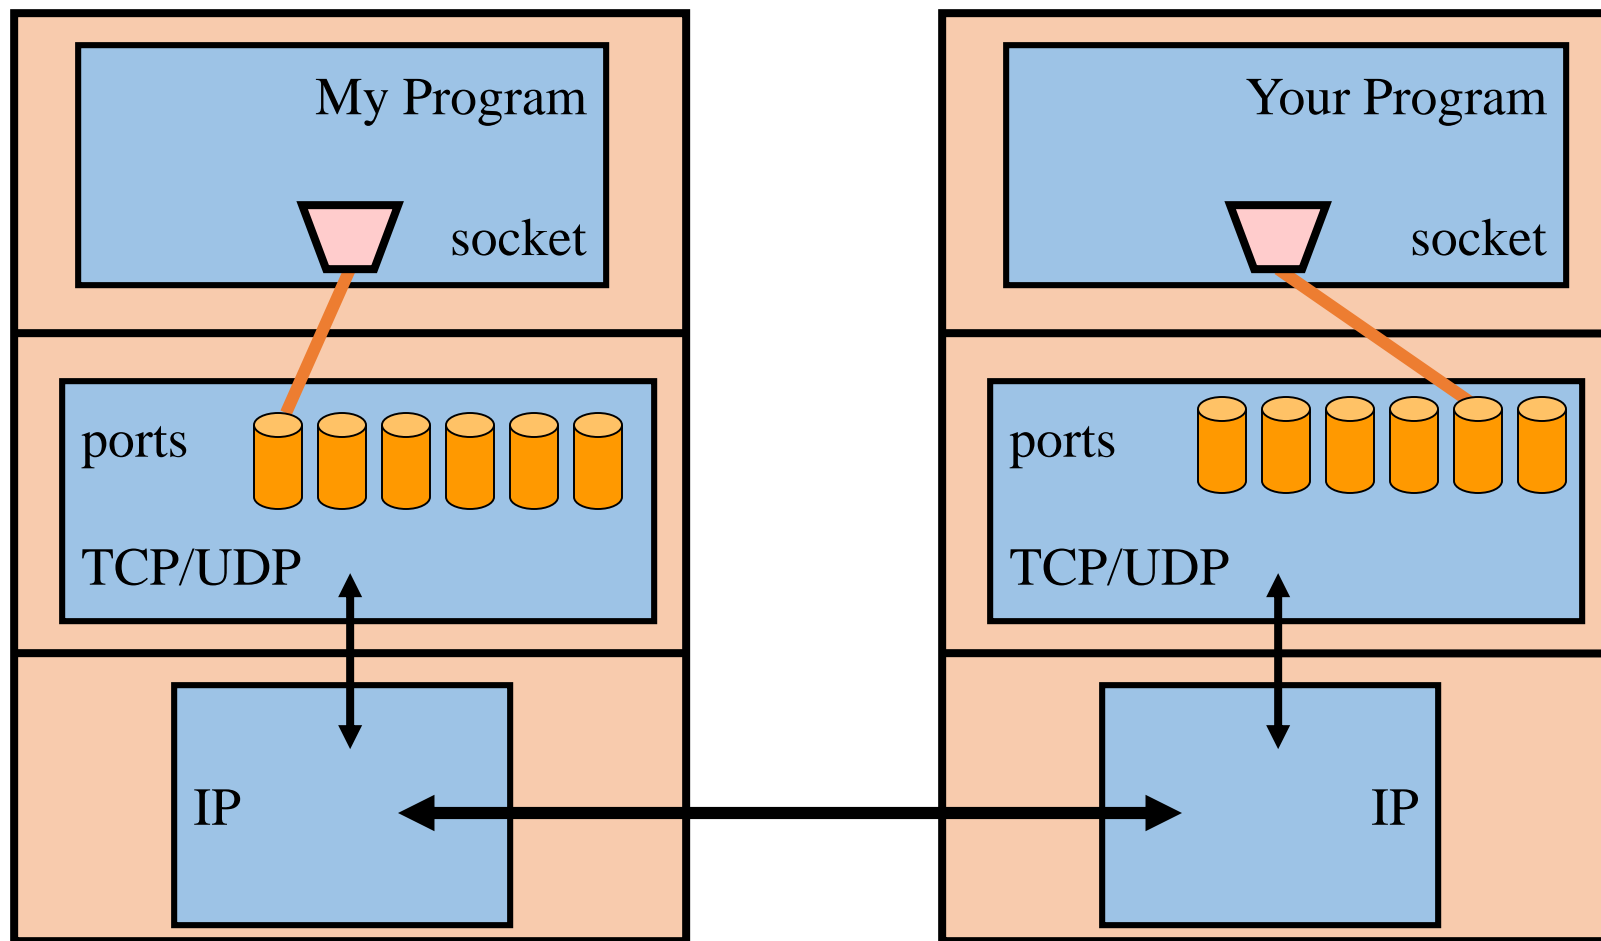 My Program
socket
ports
TCP/UDP
IP
Your Program
socket
ports
TCP/UDP
IP